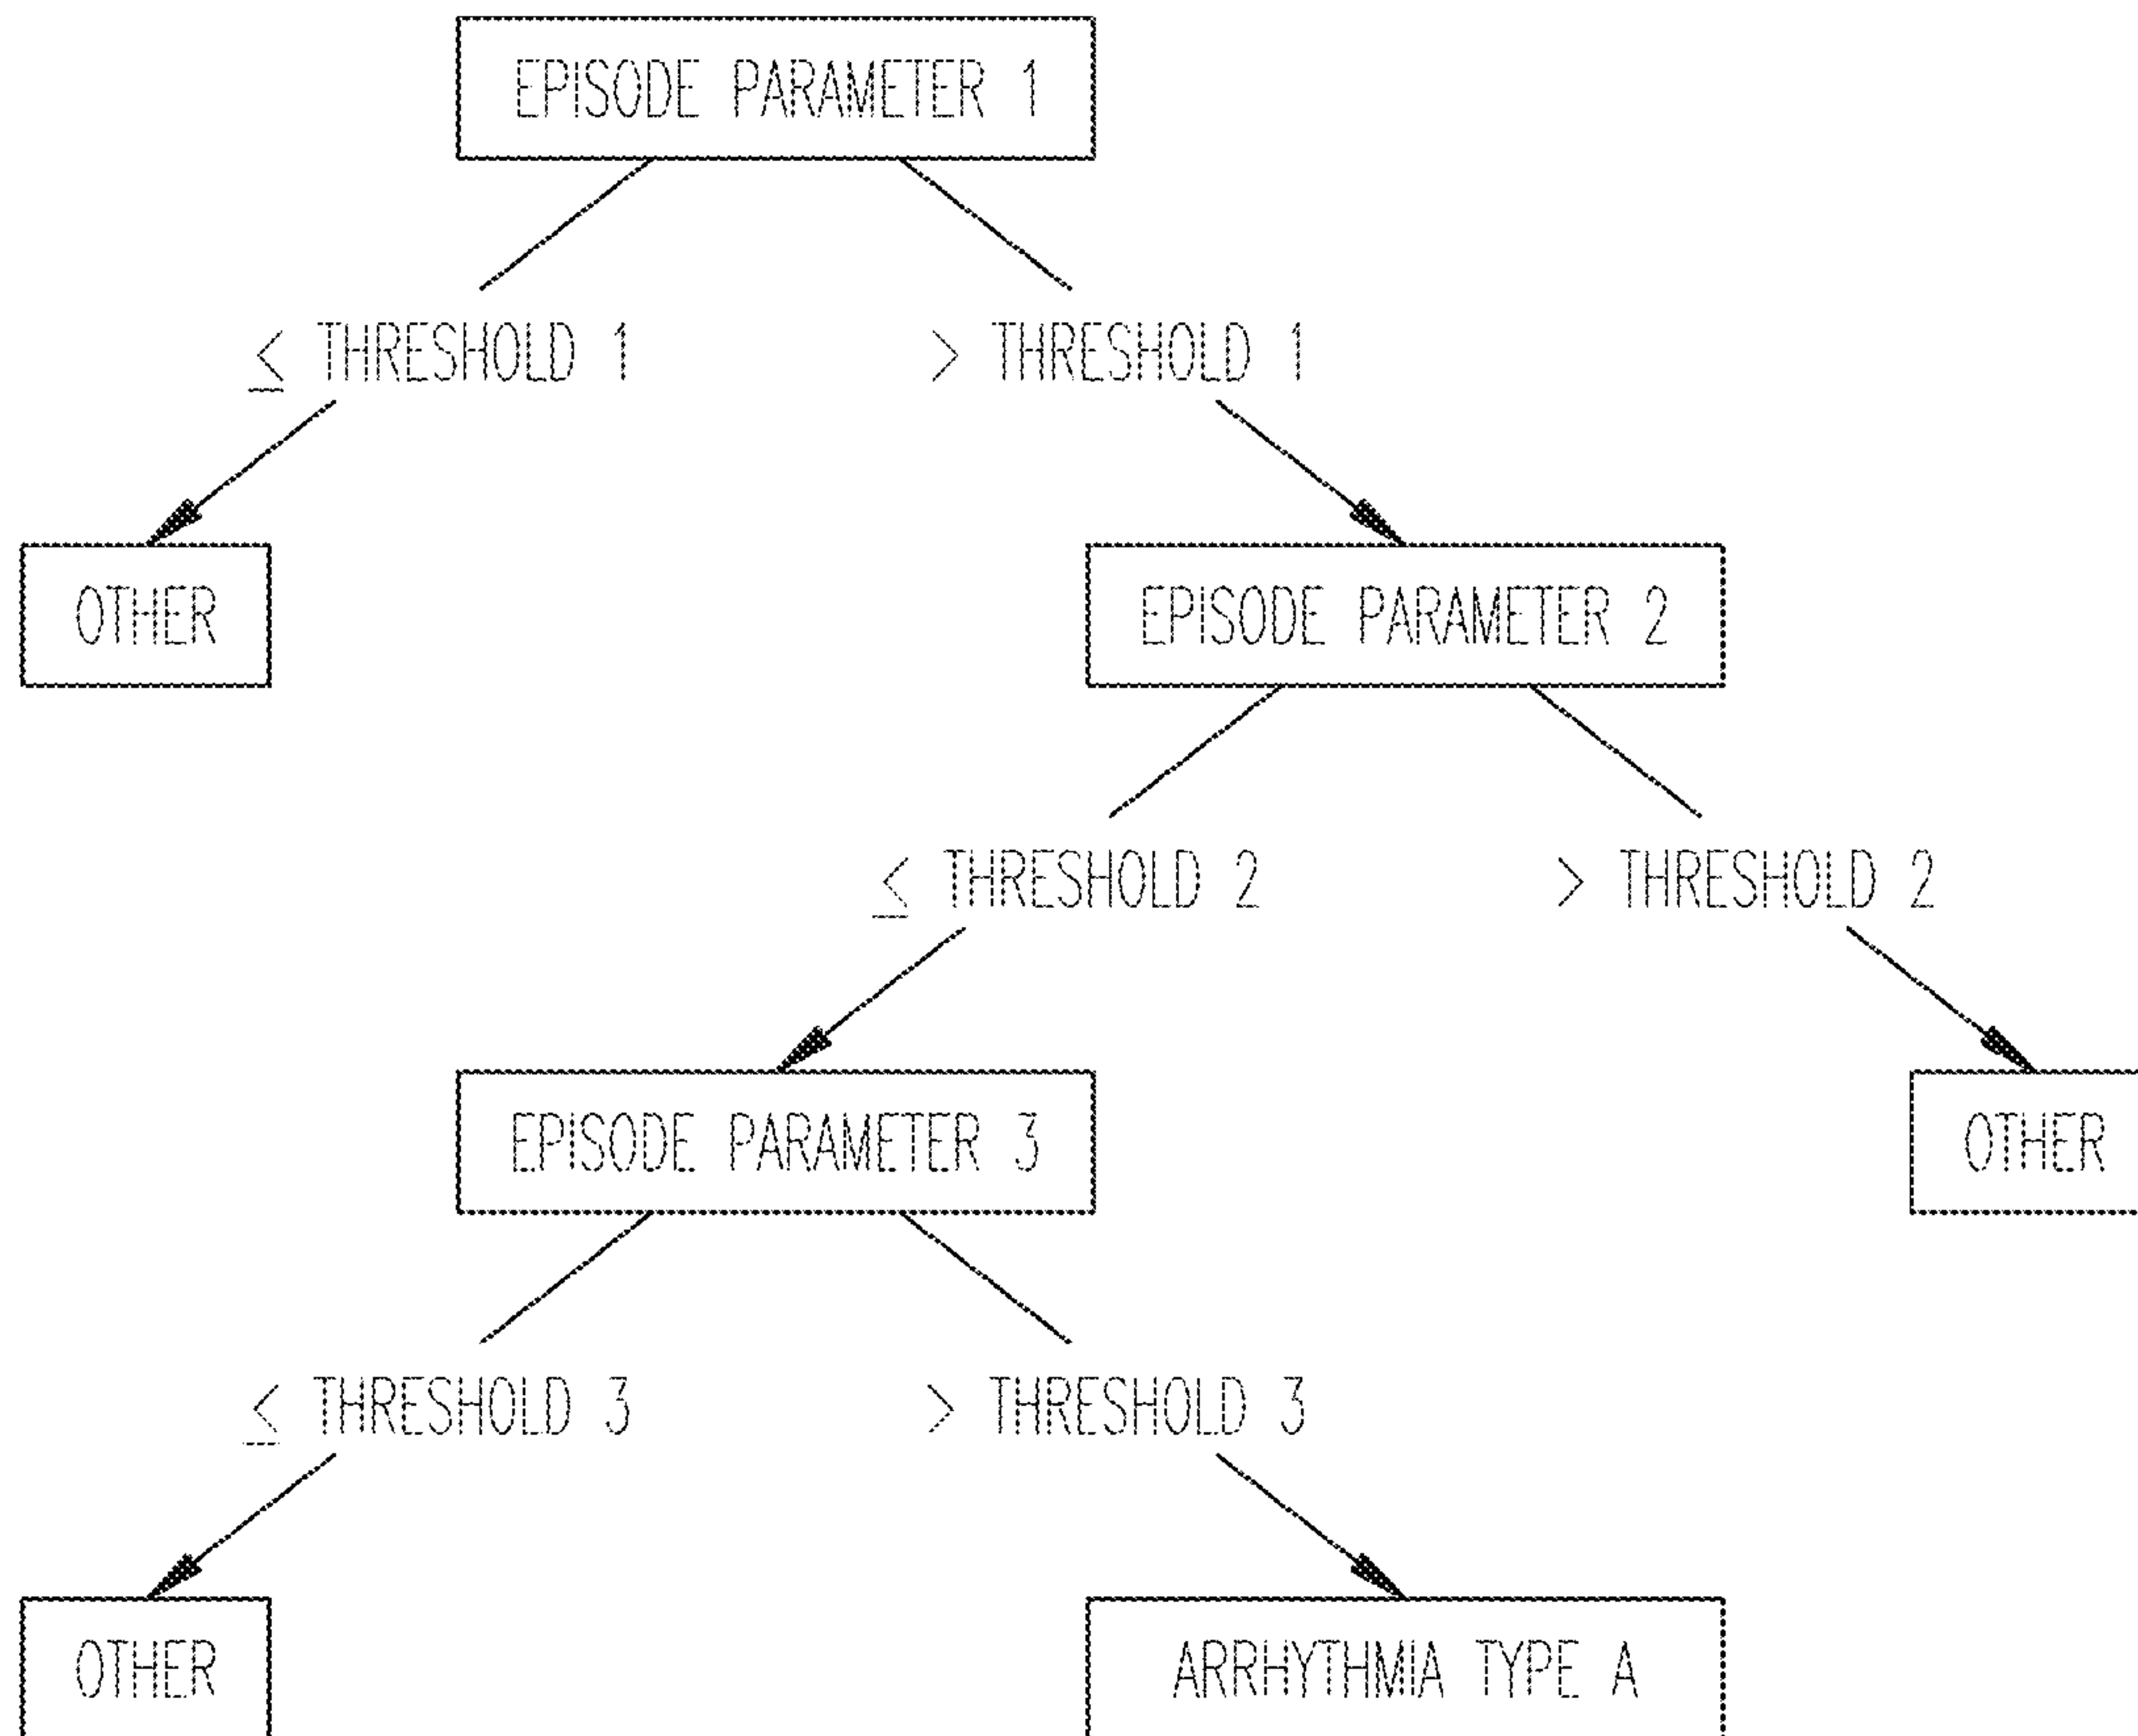 EPISODE PARAMETER 1
≤ THRESHOLD 1
> THRESHOLD 1
OTHER
EPISODE PARAMETER 2
≤ THRESHOLD 2
> THRESHOLD 2
EPISODE PARAMETER 3
OTHER
≤ THRESHOLD 3
> THRESHOLD 3
OTHER
ARRHYTHMIA TYPE A